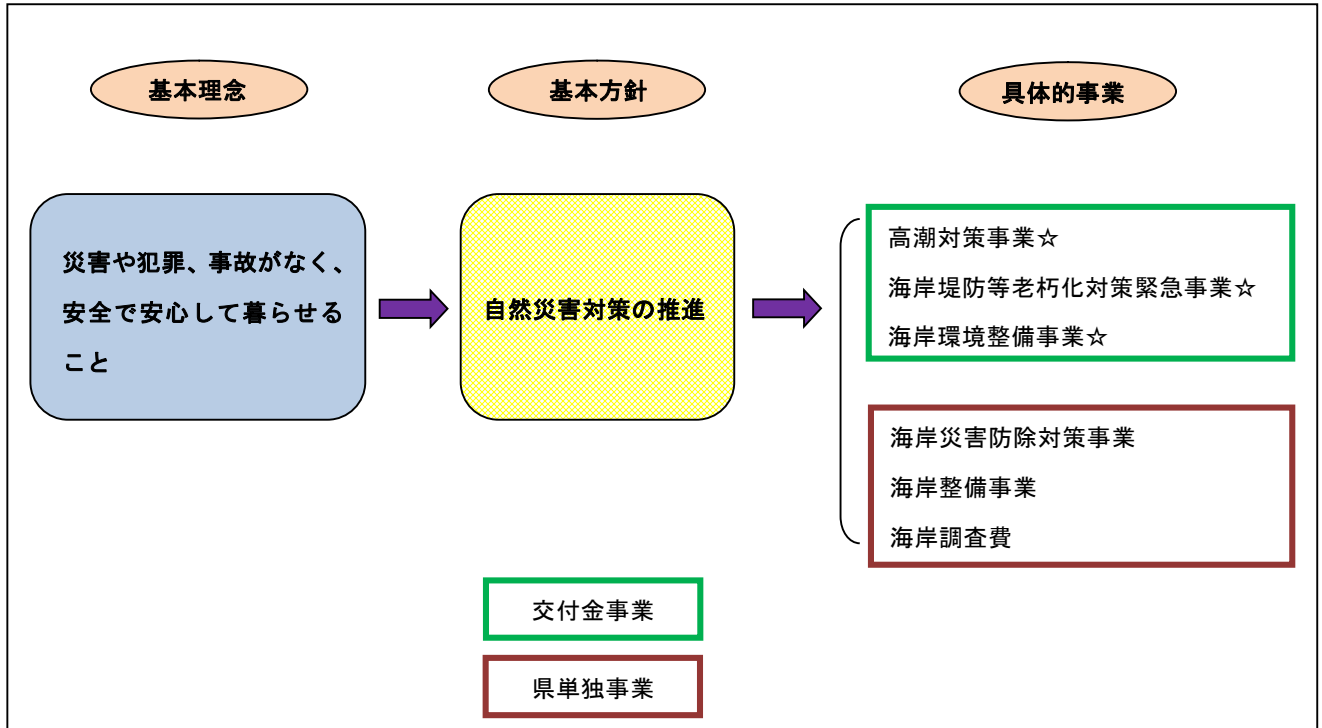 基本理念
基本方針
具体的事業
災害や犯罪、事故がなく、
安全で安心して暮らせる
こと
自然災害対策の推進
高潮対策事業☆
海岸堤防等老朽化対策緊急事業☆
海岸環境整備事業☆
海岸災害防除対策事業
海岸整備事業
海岸調査費
交付金事業
県単独事業